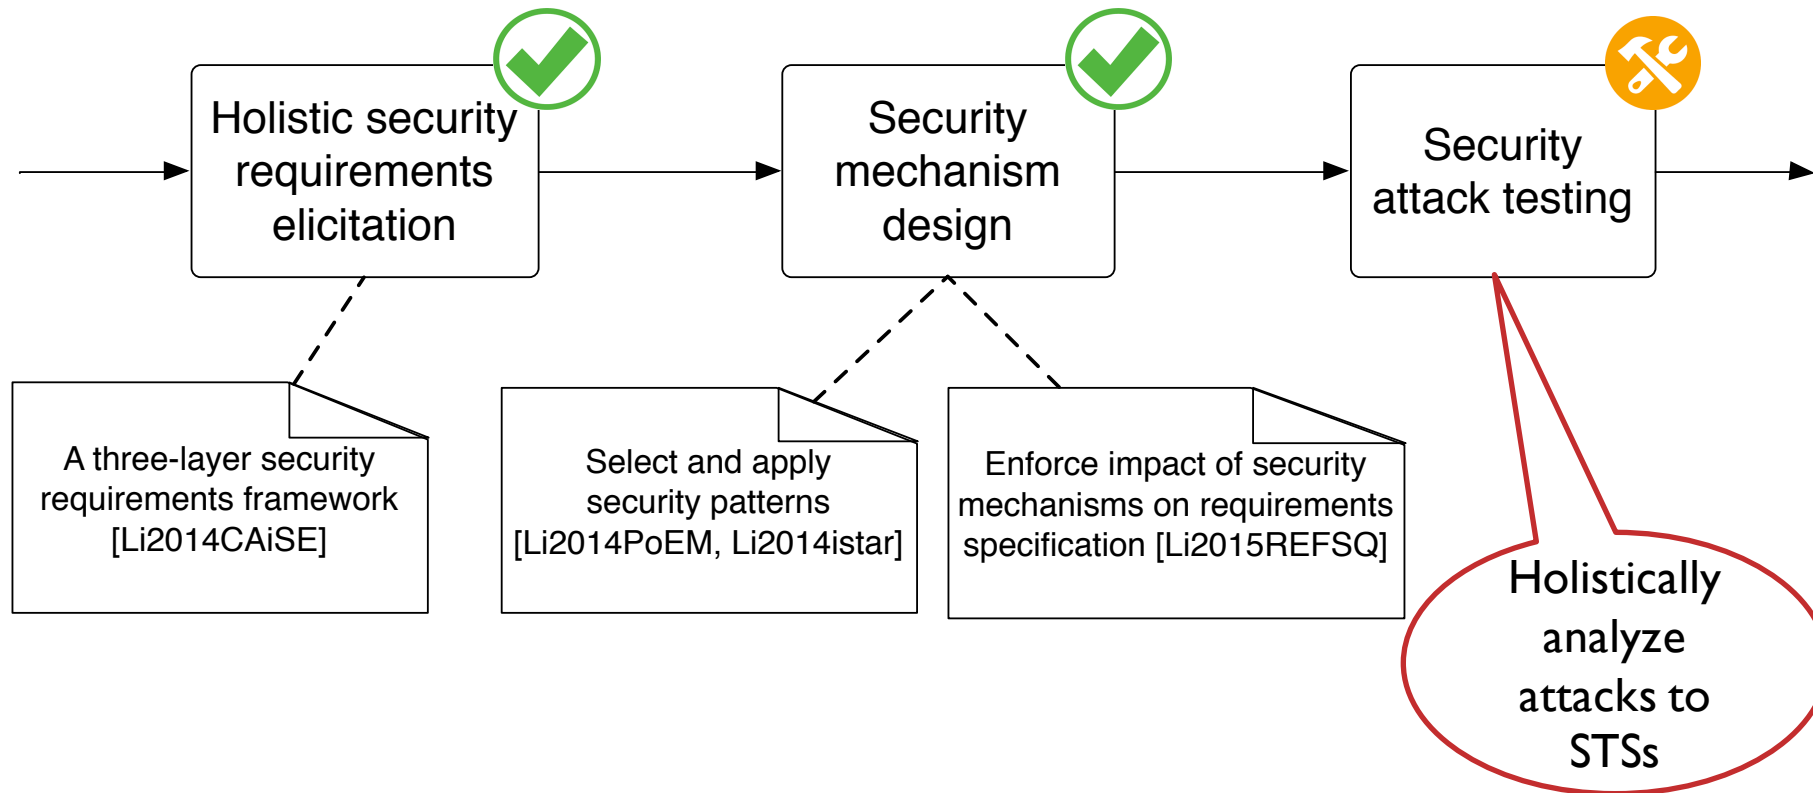 Holistic security
requirements
elicitation
Security
mechanism
design
Security
attack testing
A three-layer security
requirements framework
[Li2014CAiSE]
Select and apply
security patterns
[Li2014PoEM, Li2014istar]
Enforce impact of security
mechanisms on requirements
specification [Li2015REFSQ]
Holistically
analyze
attacks to
STSs